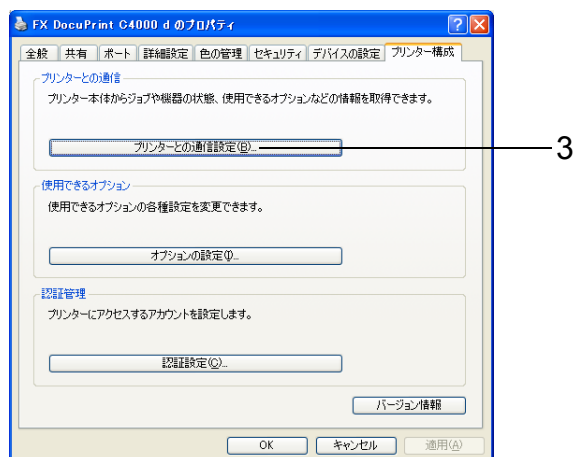 FX DocuPrint C4000 d のプロパティ
全般 共有 ポート 詳細設定 色の管理 セキュリティ デバイスの設定 プリンター構成
プリンターとの通信
プリンター本体からジョブや機器の状態、使用できるオプションなどの情報を取得できます。
プリンターとの通信設定(B)...
3
使用できるオプション
使用できるオプションの各種設定を変更できます。
オプションの設定(I)...
認証管理
プリンターにアクセスするアカウントを設定します。
認証設定(C)...
バージョン情報
OK キャンセル 適用(A)